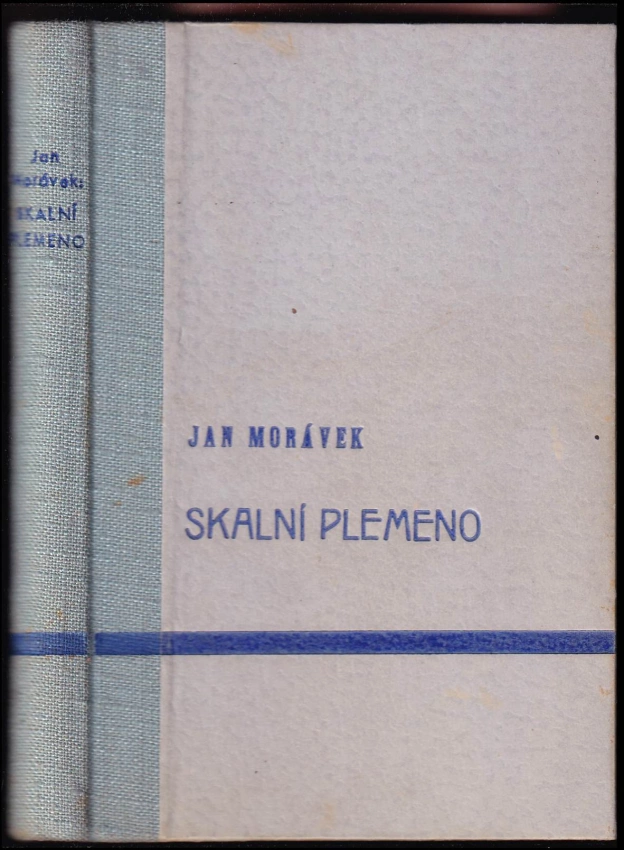 Jan
Morávek:
SKALNÍ
PLEMENO
JAN MORÁVEK
SKALNÍ PLEMENO